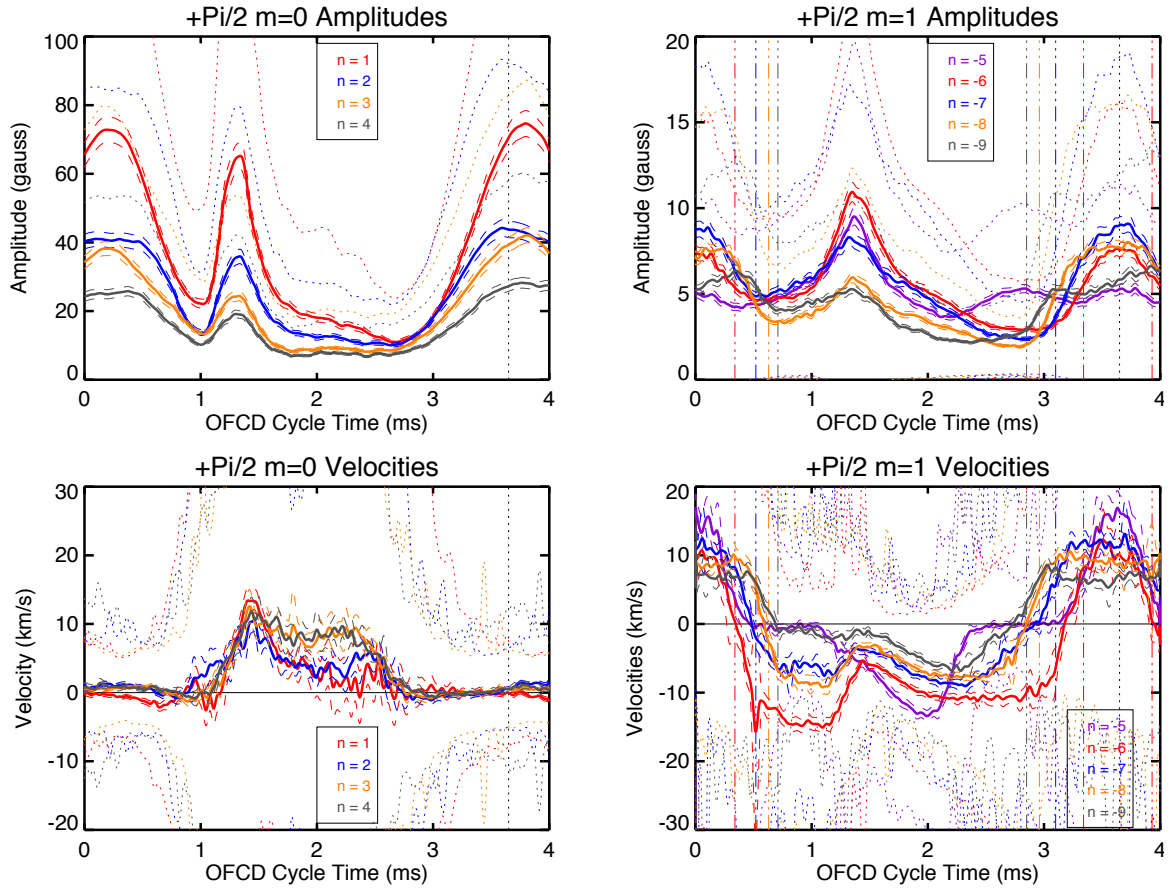 +Pi/2 m=0 Amplitudes
100
80
60
40
20
0
Amplitude (gauss)
n = 1
n = 2
n = 3
n = 4
0 1 2 3 4
OFCD Cycle Time (ms)
+Pi/2 m=1 Amplitudes
20
15
10
5
0
Amplitude (gauss)
n = -5
n = -6
n = -7
n = -8
n = -9
0 1 2 3 4
OFCD Cycle Time (ms)
+Pi/2 m=0 Velocities
30
20
10
0
-10
-20
Velocity (km/s)
n = 1
n = 2
n = 3
n = 4
0 1 2 3 4
OFCD Cycle Time (ms)
+Pi/2 m=1 Velocities
20
10
0
-10
-20
-30
Velocities (km/s)
n = -5
n = -6
n = -7
n = -8
n = -9
0 1 2 3 4
OFCD Cycle Time (ms)